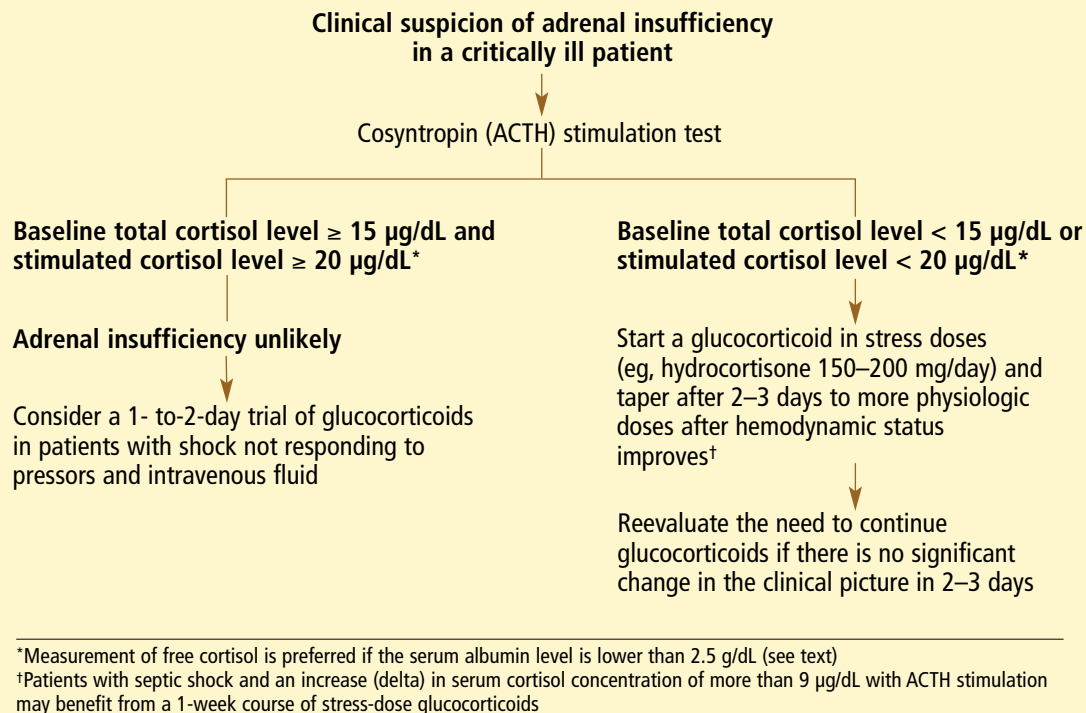 Clinical suspicion of adrenal insufficiency
in a critically ill patient
Cosyntropin (ACTH) stimulation test
Baseline total cortisol level ≥ 15 µg/dL and
stimulated cortisol level ≥ 20 µg/dL*
Adrenal insufficiency unlikely
Consider a 1- to-2-day trial of glucocorticoids
in patients with shock not responding to
pressors and intravenous fluid
Baseline total cortisol level < 15 µg/dL or
stimulated cortisol level < 20 µg/dL*
Start a glucocorticoid in stress doses
(eg, hydrocortisone 150–200 mg/day) and
taper after 2–3 days to more physiologic
doses after hemodynamic status
improves†
Reevaluate the need to continue
glucocorticoids if there is no significant
change in the clinical picture in 2–3 days
*Measurement of free cortisol is preferred if the serum albumin level is lower than 2.5 g/dL (see text)
†Patients with septic shock and an increase (delta) in serum cortisol concentration of more than 9 µg/dL with ACTH stimulation
may benefit from a 1-week course of stress-dose glucocorticoids